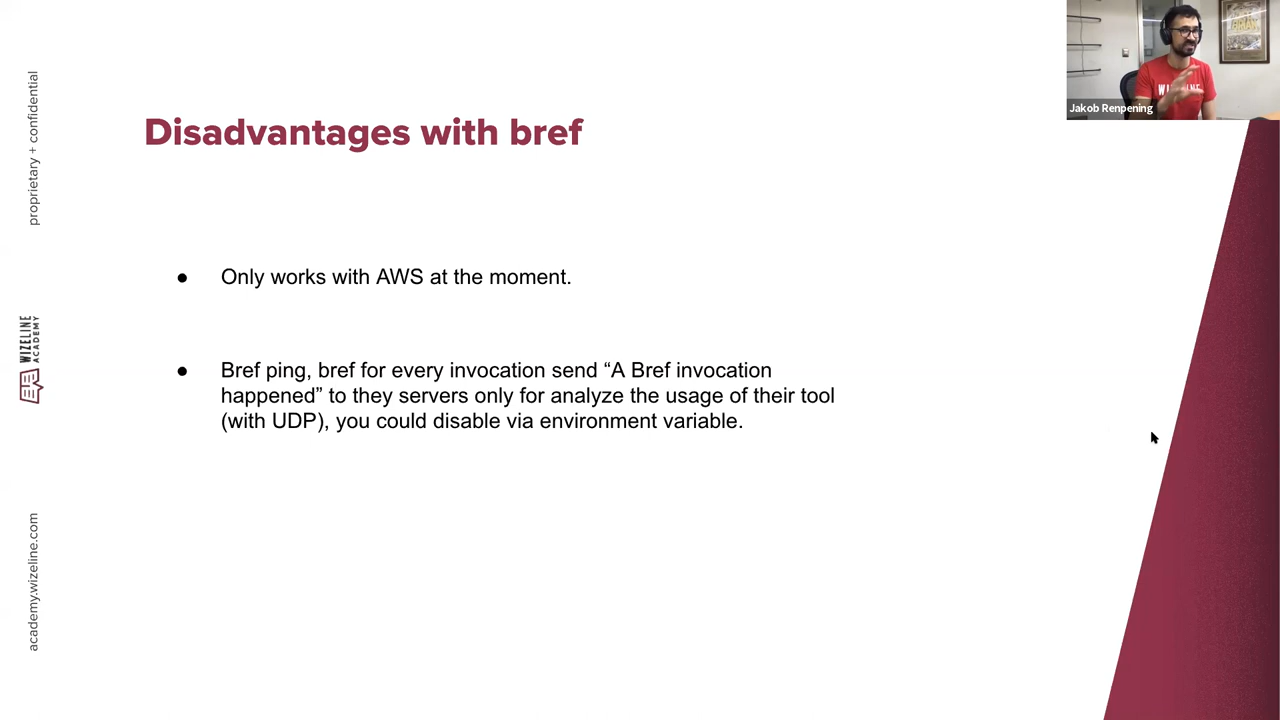 proprietary + confidential
WIZELINE
ACADEMY
academy.wizeline.com
Disadvantages with bref
● Only works with AWS at the moment.
● Bref ping, bref for every invocation send “A Bref invocation
happened” to they servers only for analyze the usage of their tool
(with UDP), you could disable via environment variable.
WIZELINE
Jakob Renpening